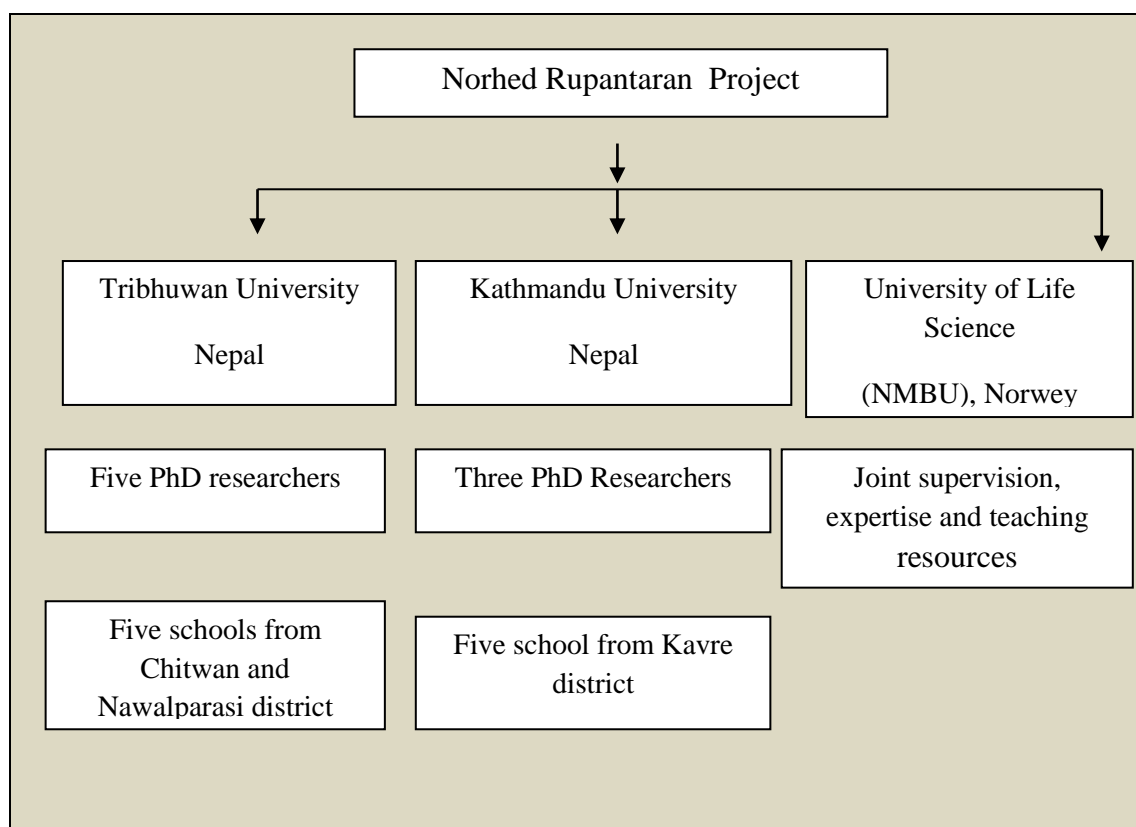 Norhed Rupantaran Project
Tribhuwan University
Nepal
Kathmandu University
Nepal
University of Life
Science
(NMBU), Norwey
Five PhD researchers
Three PhD Researchers
Joint supervision,
expertise and teaching
resources
Five schools from
Chitwan and
Nawalparasi district
Five school from Kavre
district